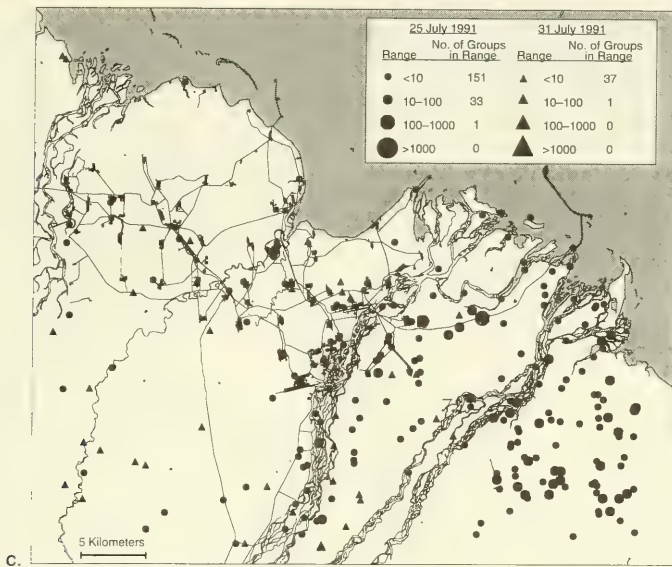 25 July 1991 31 July 1991
Range No. of Groups in Range Range No. of Groups in Range
<10 151 <10 37
10–100 33 10–100 1
100–1000 1 100–1000 0
>1000 0 >1000 0
5 Kilometers
C.